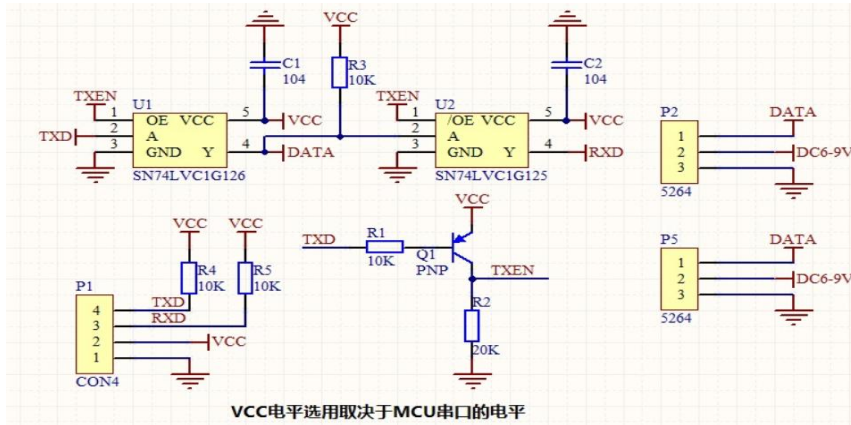 VCC
C1
104
R3
10K
C2
104
TXEN
U1
1
OE
VCC
5
VCC
TXD
2
A
3
GND
Y
4
DATA
SN74LVC1G126
TXEN
U2
1
/OE
VCC
5
VCC
2
A
3
GND
Y
4
RXD
SN74LVC1G125
P2
DATA
1
2
DC6-9V
3
5264
VCC
VCC
R4
10K
R5
10K
P1
4
TXD
3
RXD
2
VCC
1
CON4
VCC
TXD
R1
10K
Q1
PNP
TXEN
R2
20K
P5
DATA
1
2
DC6-9V
3
5264
VCC电平选用取决于MCU串口的电平